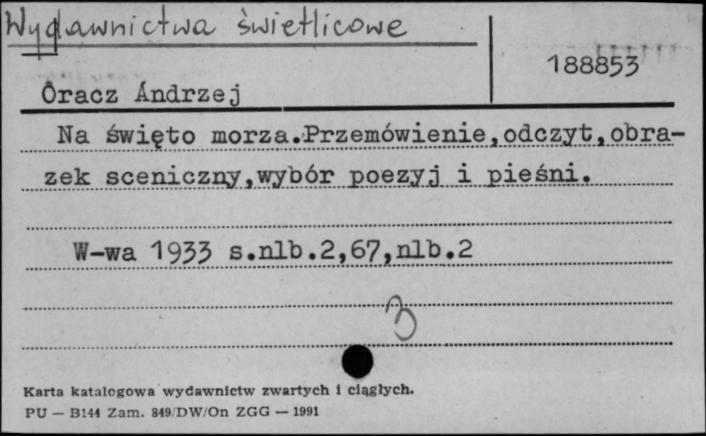 Wydawnictwa świetlicowe
188853
Oracz Andrzej
Na święto morza.Przemówienie,odczyt,obra-
zek sceniczny,wybór poezyj i pieśni.
W-wa 1933 s.nlb.2,67,nlb.2
3
Karta katalogowa wydawnictw zwartych i ciągłych.
PU — B144 Zam. 849/DW/On ZGG — 1991